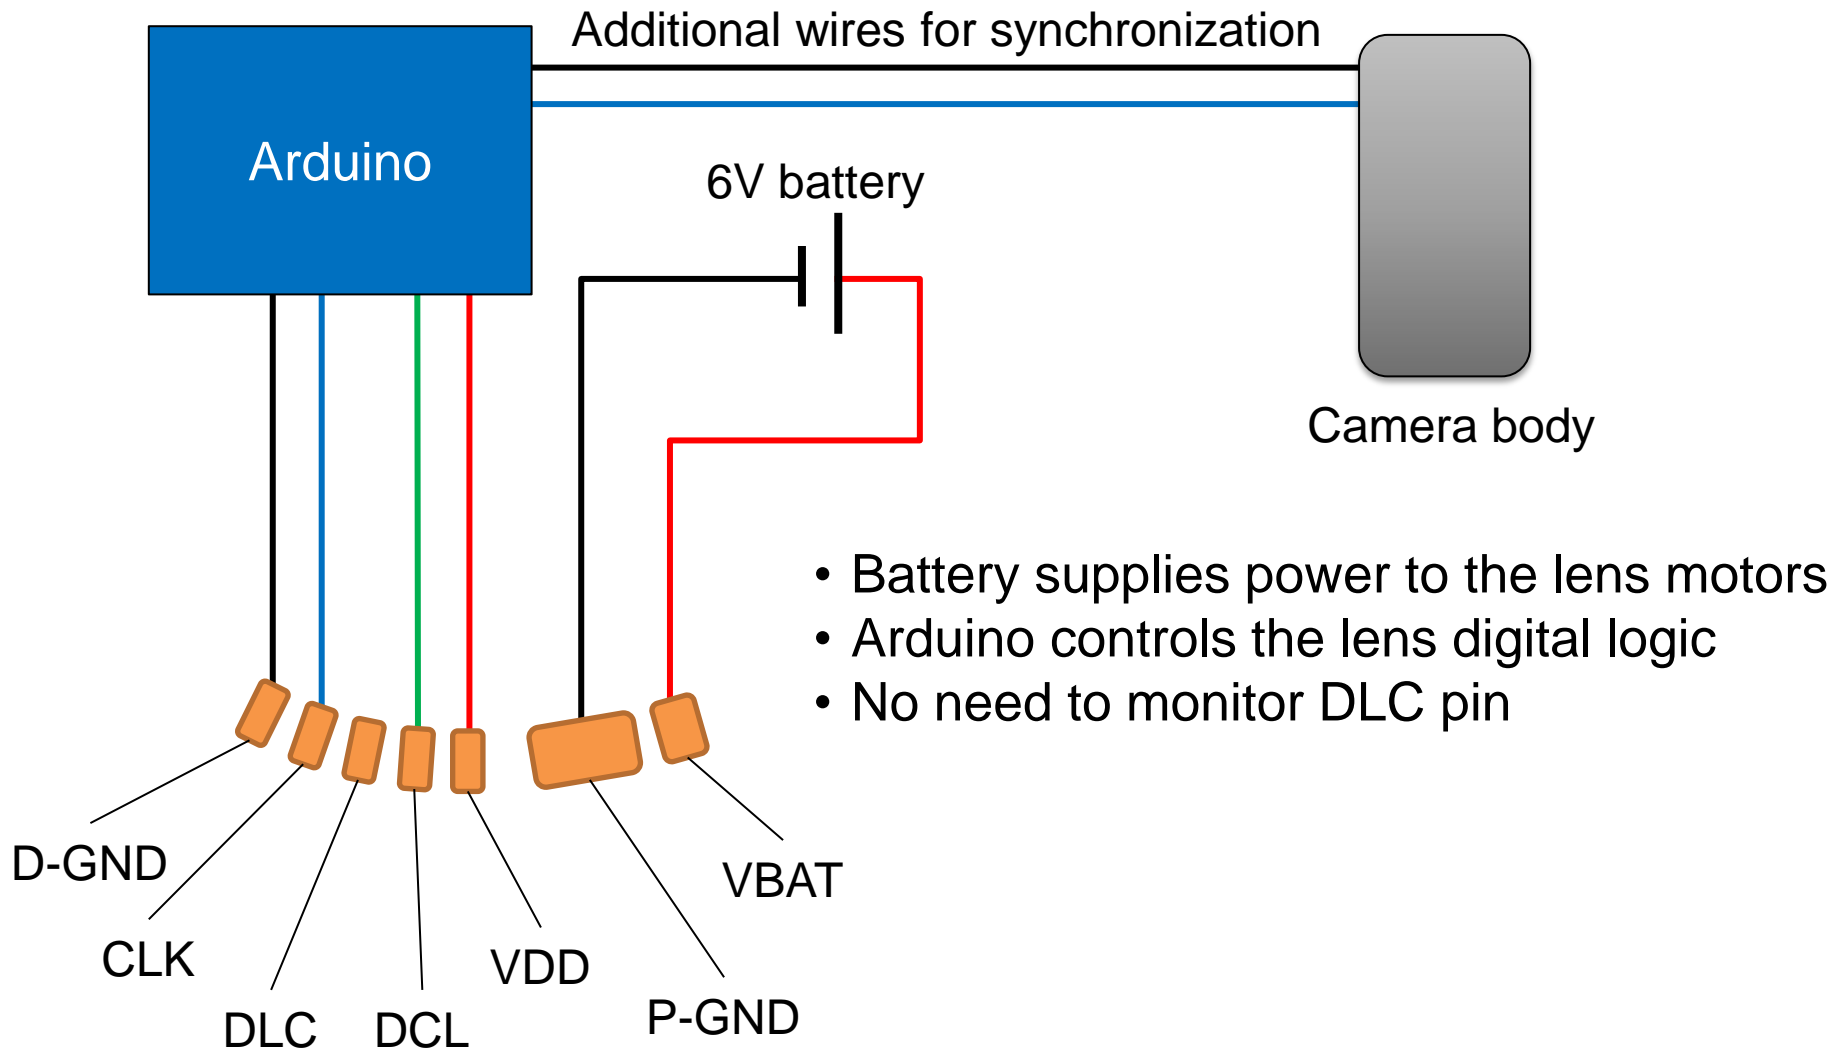 Additional wires for synchronization
Arduino
6V battery
Camera body
• Battery supplies power to the lens motors
• Arduino controls the lens digital logic
• No need to monitor DLC pin
D-GND
CLK
DLC
DCL
VDD
P-GND
VBAT